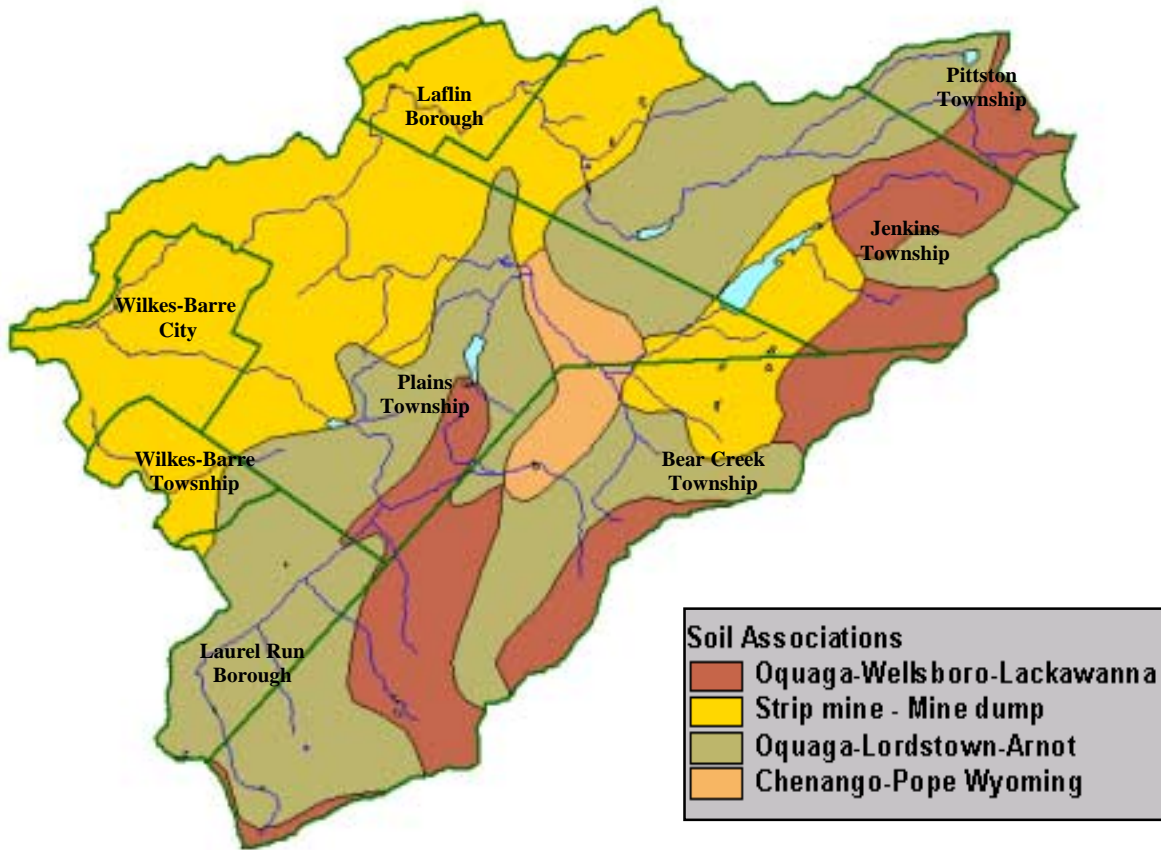 Laflin
Borough
Pittston
Township
Jenkins
Township
Wilkes-Barre
City
Plains
Township
Wilkes-Barre
Towsnhip
Bear Creek
Township
Laurel Run
Borough
Soil Associations
Oquaga-Wellsboro-Lackawanna
Strip mine - Mine dump
Oquaga-Lordstown-Arnot
Chenango-Pope Wyoming